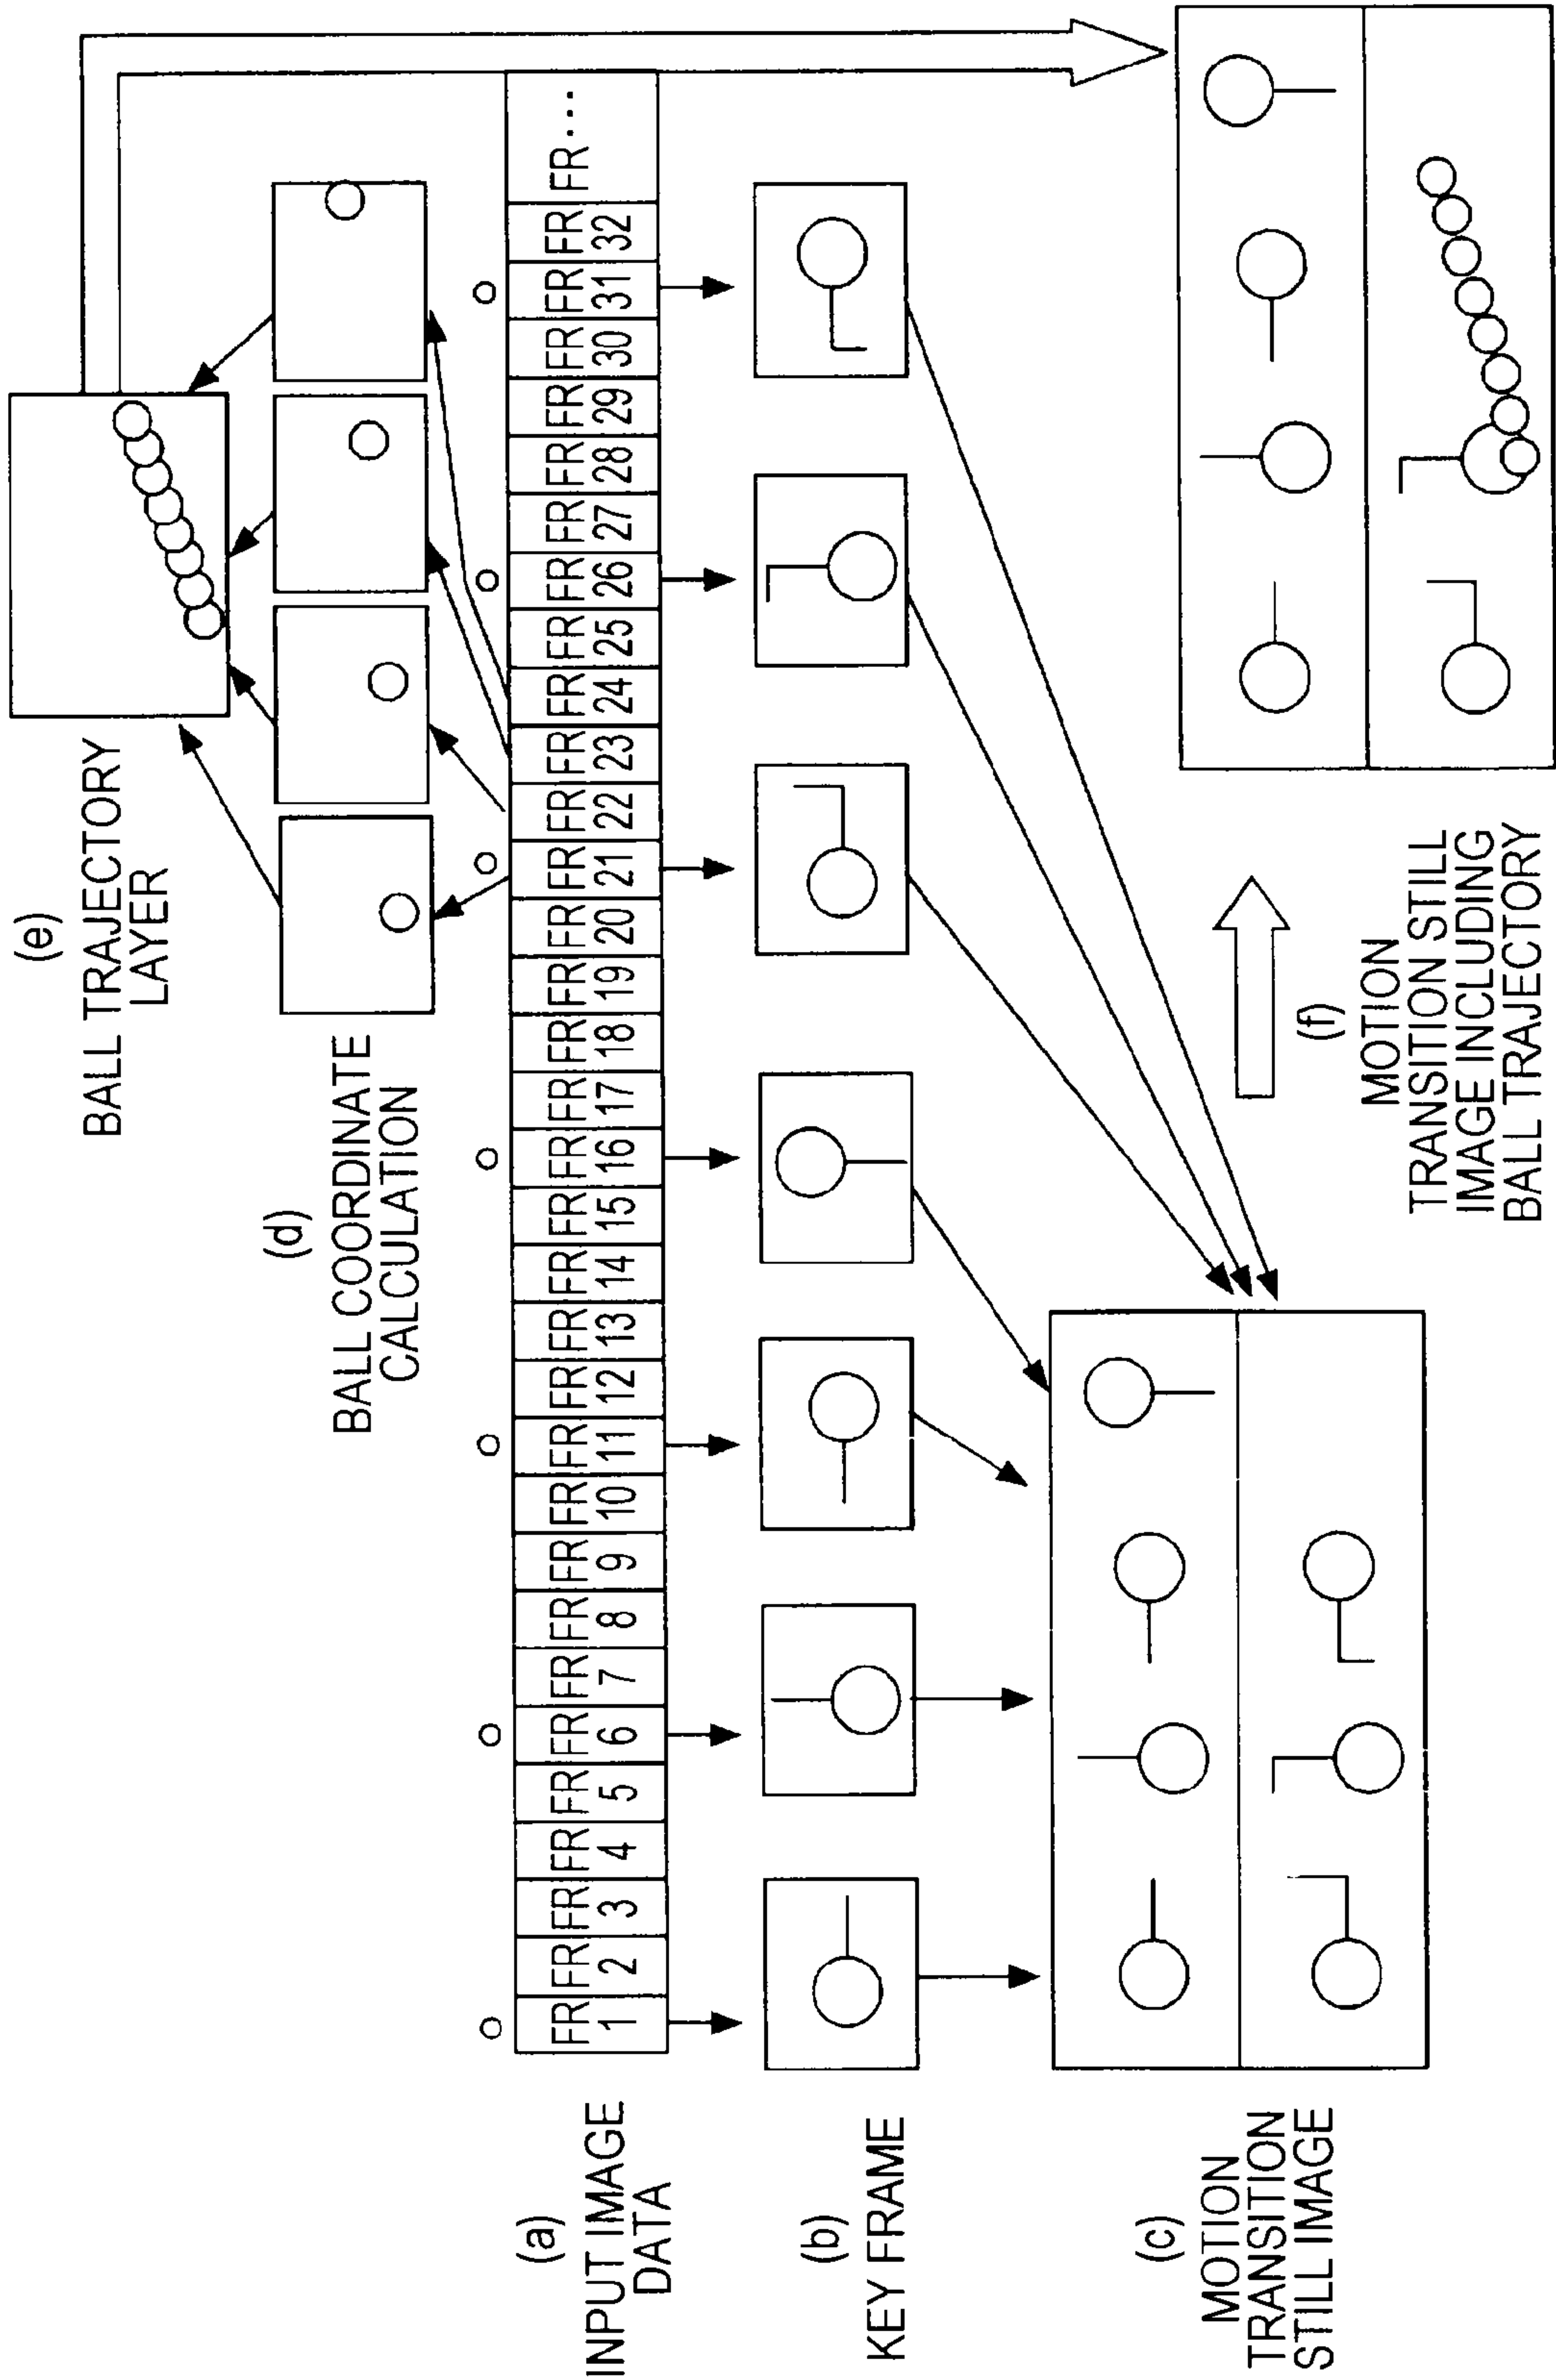 (e)
BALL TRAJECTORY
LAYER
(d)
BALL COORDINATE
CALCULATION
(a)
INPUT IMAGE
DATA
FR
1
FR
2
FR
3
FR
4
FR
5
FR
6
FR
7
FR
8
FR
9
FR
10
FR
11
FR
12
FR
13
FR
14
FR
15
FR
16
FR
17
FR
18
FR
19
FR
20
FR
21
FR
22
FR
23
FR
24
FR
25
FR
26
FR
27
FR
28
FR
29
FR
30
FR
31
FR
32
FR...
(b)
KEY FRAME
(c)
MOTION
TRANSITION
STILL IMAGE
(f)
MOTION
TRANSITION STILL
IMAGE INCLUDING
BALL TRAJECTORY